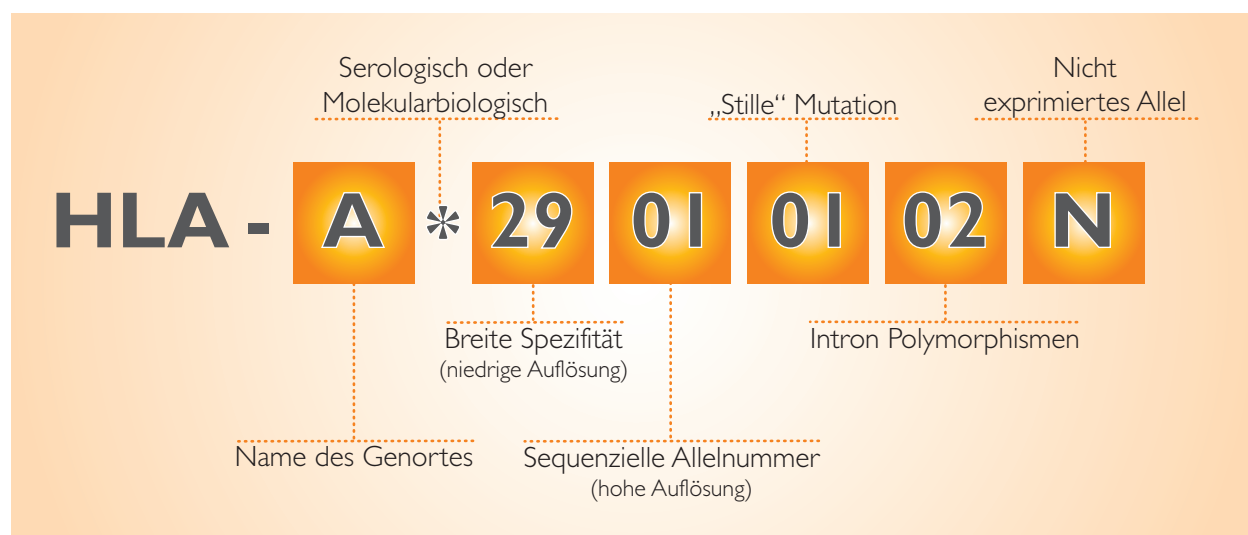 Serologisch oder
Molekularbiologisch
„Stille“ Mutation
Nicht
exprimiertes Allel
HLA - A * 29 01 01 02 N
Breite Spezifität
(niedrige Auflösung)
Intron Polymorphismen
Name des Genortes
Sequenzielle Allelnummer
(hohe Auflösung)